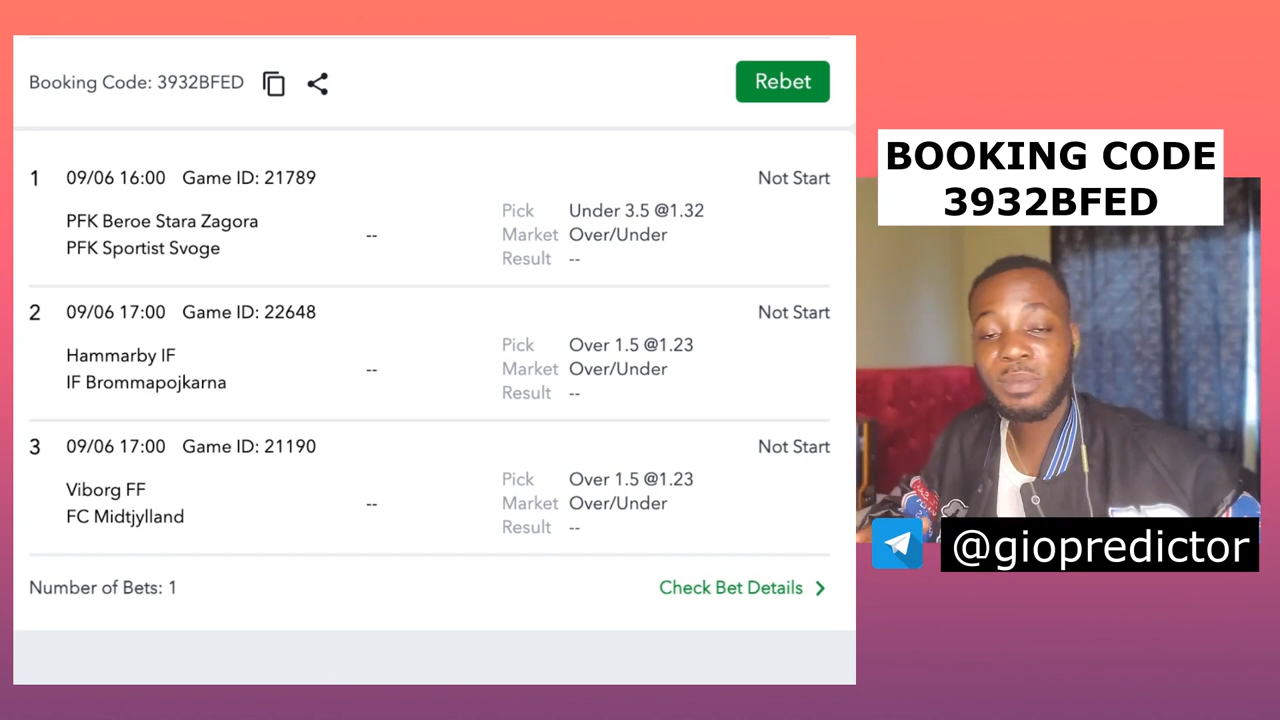 Booking Code: 3932BFED
Rebet
1 09/06 16:00 Game ID: 21789 Not Start
PFK Beroe Stara Zagora
PFK Sportist Svoge
--
Pick Under 3.5 @1.32
Market Over/Under
Result --
2 09/06 17:00 Game ID: 22648 Not Start
Hammarby IF
IF Brommapojkarna
--
Pick Over 1.5 @1.23
Market Over/Under
Result --
3 09/06 17:00 Game ID: 21190 Not Start
Viborg FF
FC Midtjylland
--
Pick Over 1.5 @1.23
Market Over/Under
Result --
Number of Bets: 1
Check Bet Details
BOOKING CODE
3932BFED
@giopredictor